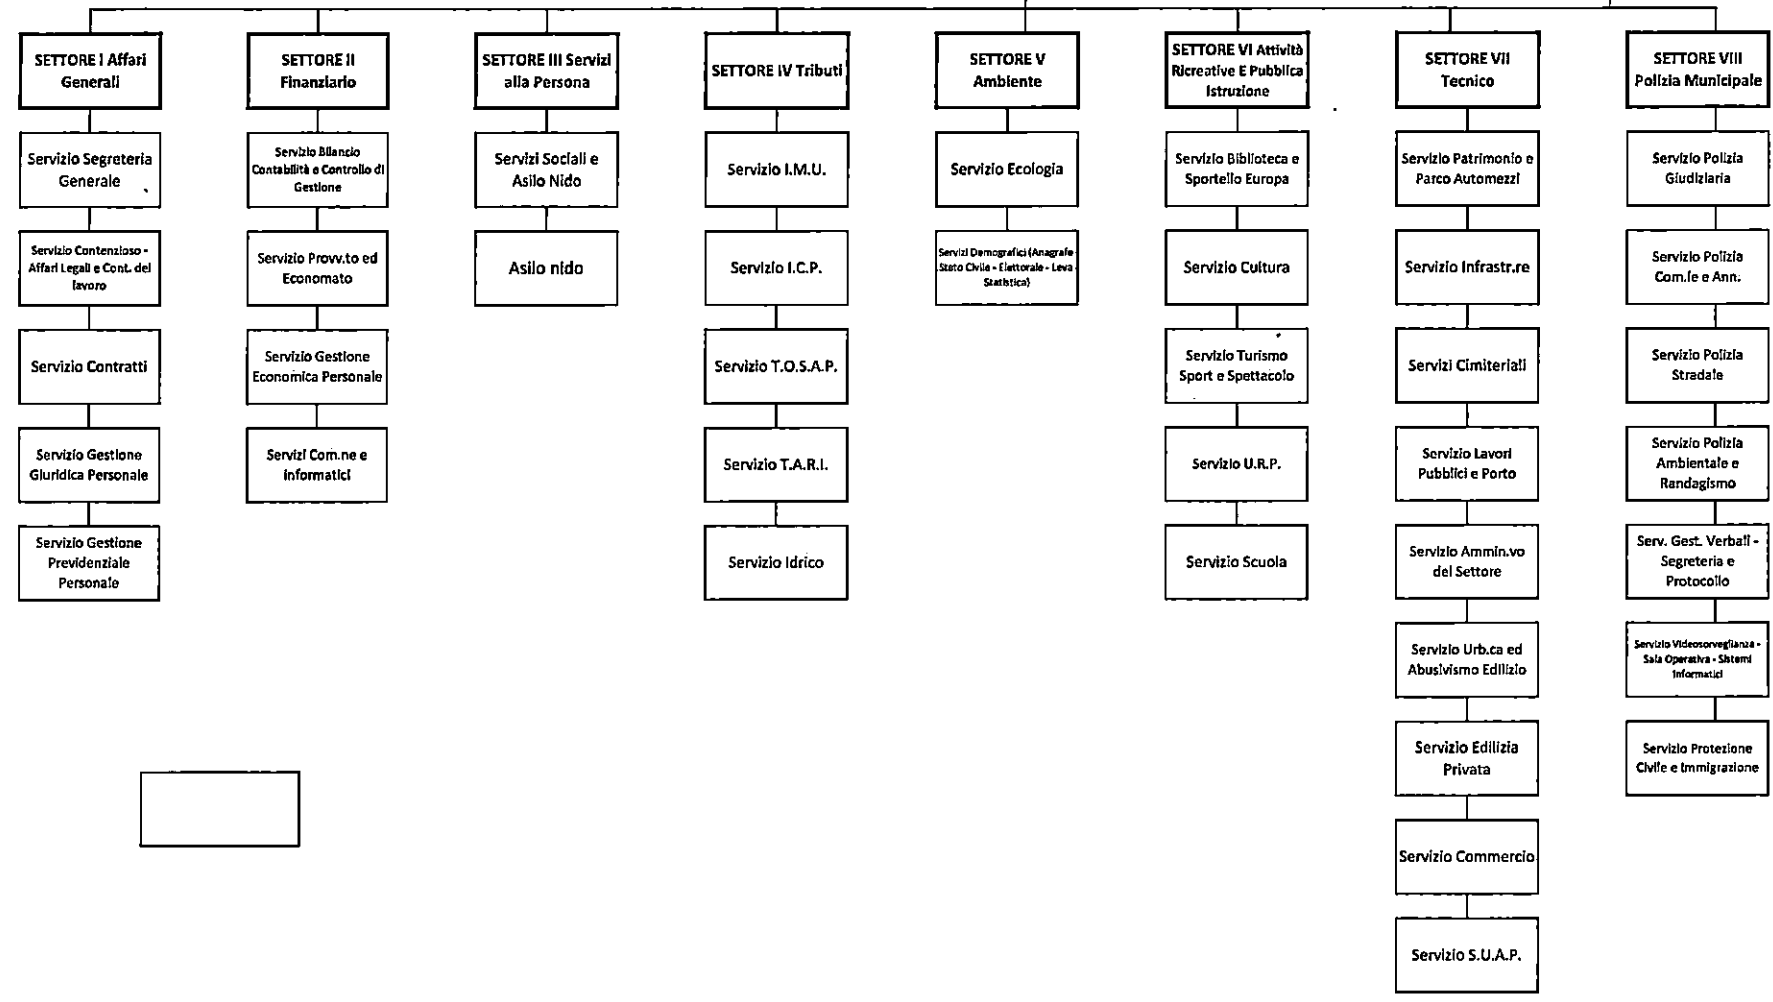 SETTORE I Affari
Generali
SETTORE II
Finanziario
SETTORE III Servizi
alla Persona
SETTORE IV Tributi
SETTORE V
Ambiente
SETTORE VI Attività
Ricreative E Pubblica
Istruzione
SETTORE VII
Tecnico
SETTORE VIII
Polizia Municipale
Servizio Segreteria
Generale
Servizio Contenzioso -
Affari Legali e Cont. del
lavoro
Servizio Contratti
Servizio Gestione
Giuridica Personale
Servizio Gestione
Previdenziale
Personale
Servizio Bilancio
Contabilità e Controllo di
Gestione
Servizio Provv.to ed
Economato
Servizio Gestione
Economica Personale
Servizi Com.ne e
informatici
Servizi Sociali e
Asilo Nido
Asilo nido
Servizio I.M.U.
Servizio I.C.P.
Servizio T.O.S.A.P.
Servizio T.A.R.I.
Servizio Idrico
Servizio Ecologia
Servizi Demografici (Anagrafe -
Stato Civile - Elettorale - Leva -
Statistica)
Servizio Biblioteca e
Sportello Europa
Servizio Cultura
Servizio Turismo
Sport e Spettacolo
Servizio U.R.P.
Servizio Scuola
Servizio Patrimonio e
Parco Automezzi
Servizio Infrastr.re
Servizi Cimiteriali
Servizio Lavori
Pubblici e Porto
Servizio Ammin.vo
del Settore
Servizio Urb.ca ed
Abusivismo Edilizio
Servizio Edilizia
Privata
Servizio Commercio
Servizio S.U.A.P.
Servizio Polizia
Giudiziaria
Servizio Polizia
Com.le e Ann.
Servizio Polizia
Stradale
Servizio Polizia
Ambientale e
Randagismo
Serv. Gest. Verbali -
Segreteria e
Protocollo
Servizio Videosorveglianza -
Sala Operativa - Sistemi
Informatici
Servizio Protezione
Civile e Immigrazione